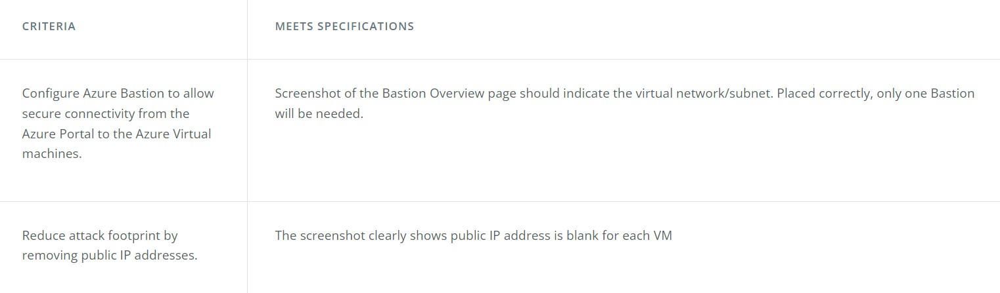 CRITERIA
MEETS SPECIFICATIONS
Configure Azure Bastion to allow
secure connectivity from the
Azure Portal to the Azure Virtual
machines.
Screenshot of the Bastion Overview page should indicate the virtual network/subnet. Placed correctly, only one Bastion
will be needed.
Reduce attack footprint by
removing public IP addresses.
The screenshot clearly shows public IP address is blank for each VM